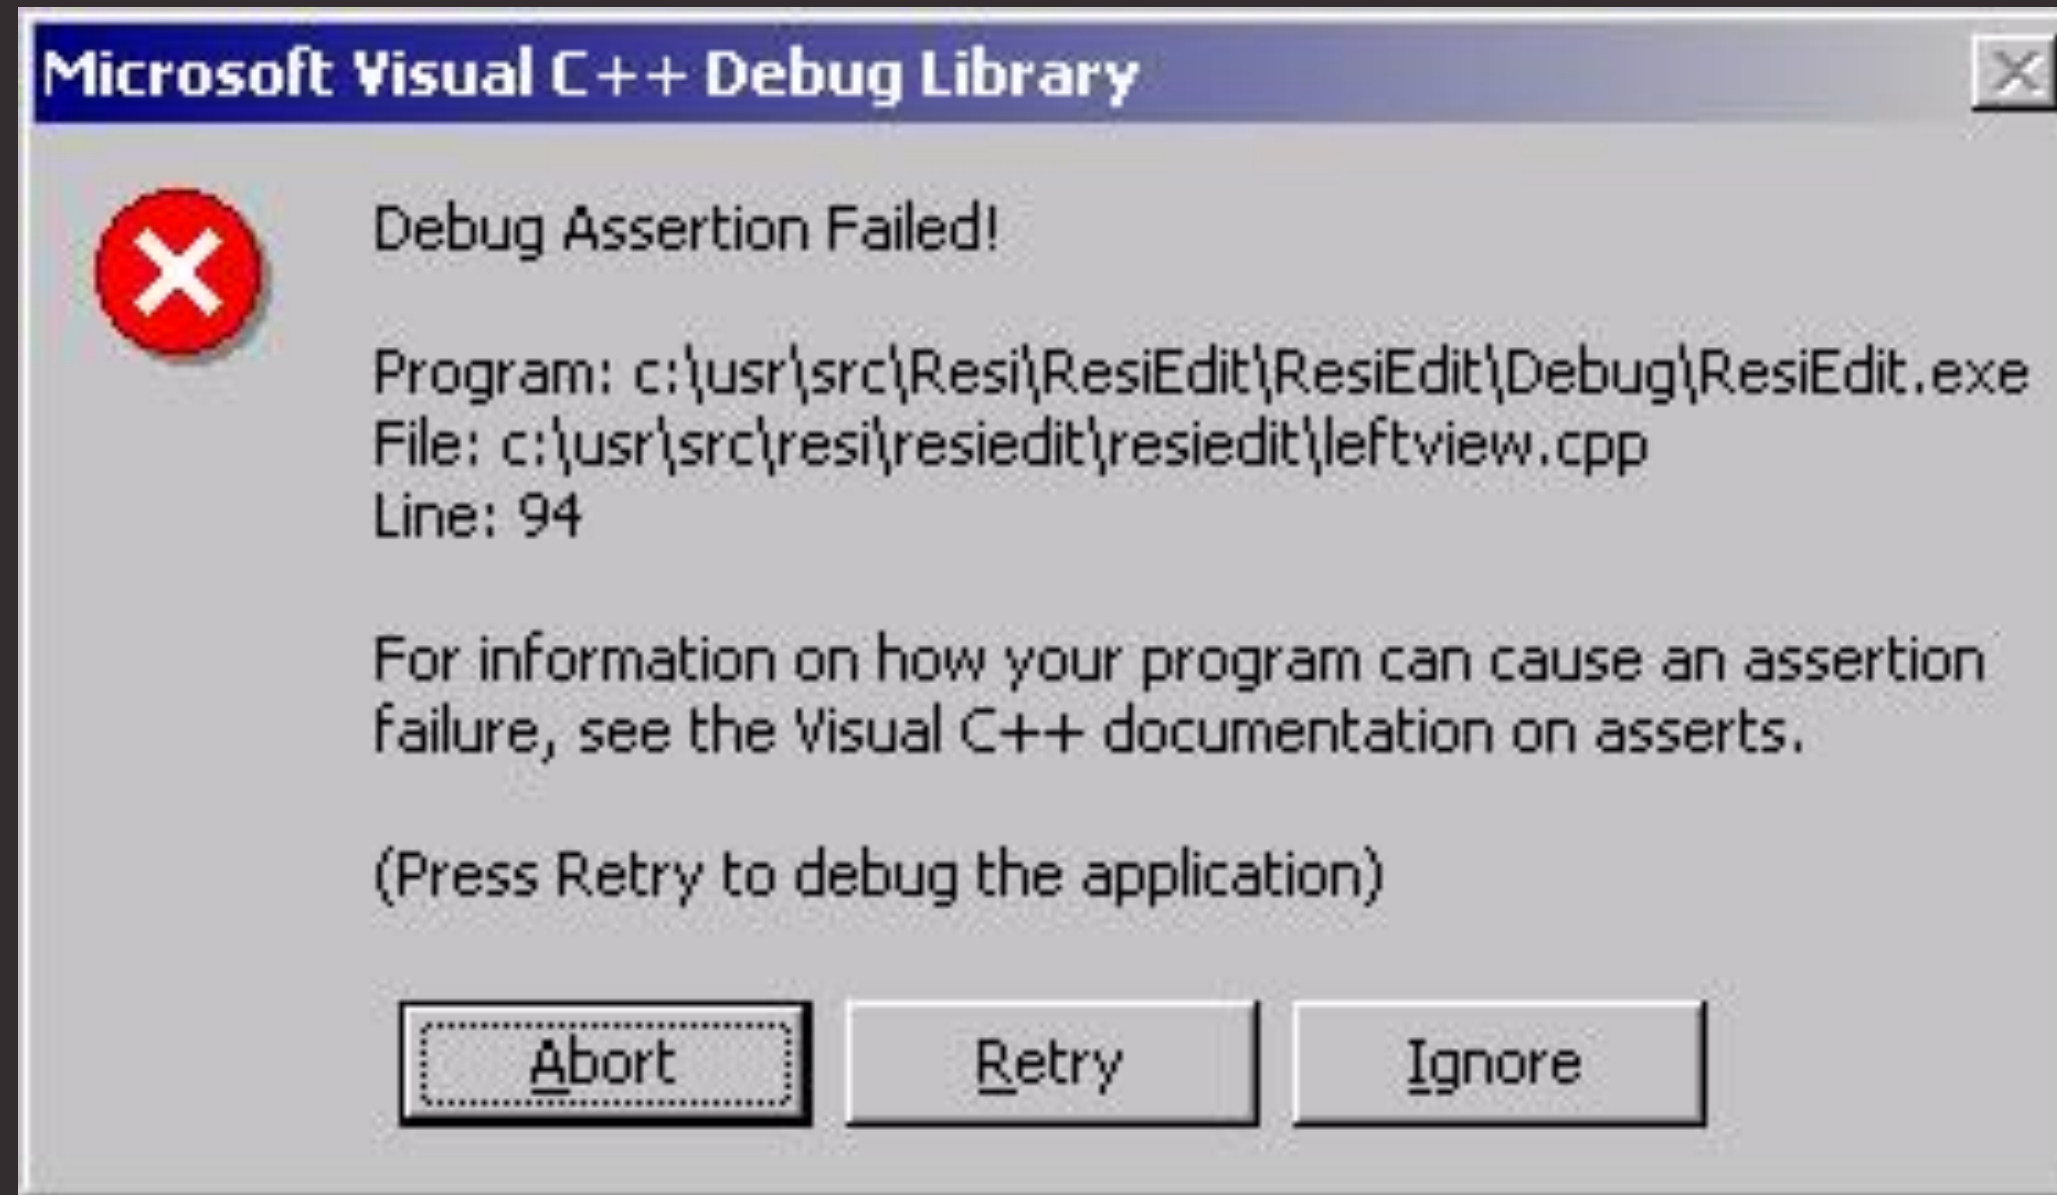 Microsoft Visual C++ Debug Library
Debug Assertion Failed!
Program: c:\usr\src\Resi\ResiEdit\ResiEdit\Debug\ResiEdit.exe
File: c:\usr\src\resi\resiedit\resiedit\leftview.cpp
Line: 94
For information on how your program can cause an assertion
failure, see the Visual C++ documentation on asserts.
(Press Retry to debug the application)
Abort
Retry
Ignore